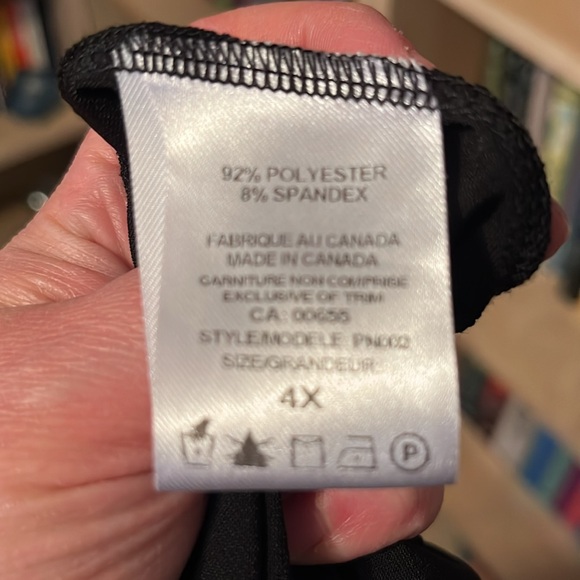 92% POLYESTER
8% SPANDEX
FABRIQUE AU CANADA
MADE IN CANADA
GARNITURE NON COMPRISE
EXCLUSIVE OF TRIM
CA: 00655
STYLE/MODELE: PN002
SIZE/GRANDEUR:
4X
P